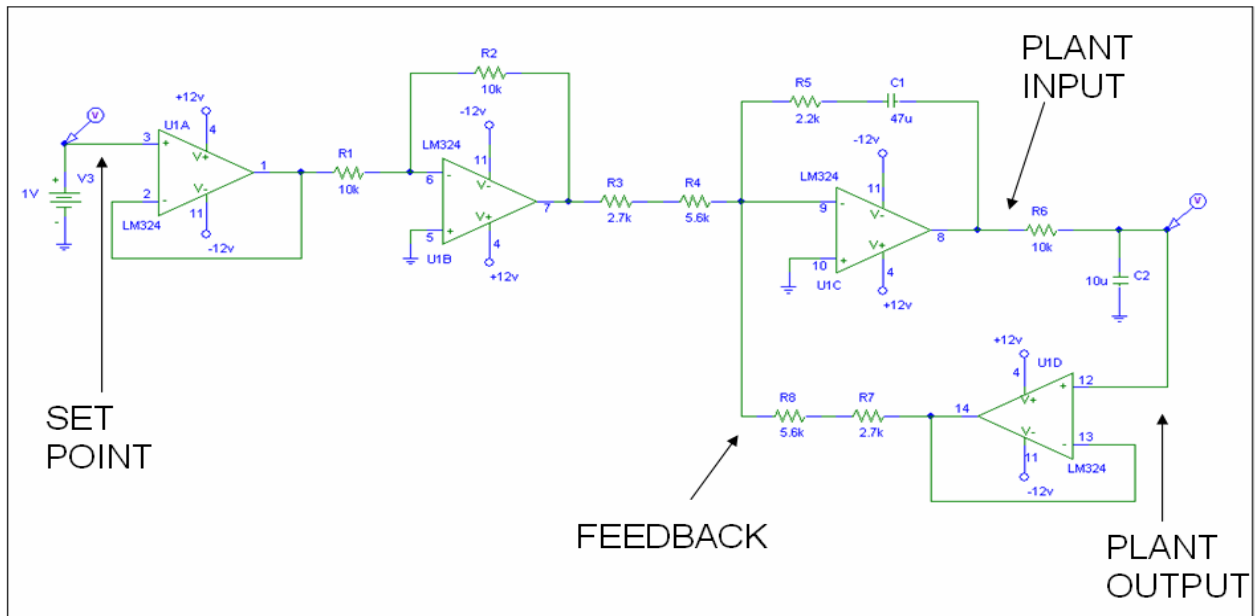 PLANT
INPUT
R2
10k
R5
2.2k
C1
47u
+12v
-12v
-12v
V
U1A
4
LM324
11
LM324
11
V
3
+
V+
1
R1
10k
6
-
V-
R3
2.7k
R4
5.6k
9
-
V-
R6
10k
1V
+
V3
-
2
-
V-
11
LM324
-12v
5
+
V+
7
4
U1B
+12v
10
+
V+
8
4
U1C
+12v
10u
C2
+12v
4
U1D
12
+
V+
14
R8
5.6k
R7
2.7k
V-
13
-
11
LM324
-12v
SET
POINT
FEEDBACK
PLANT
OUTPUT